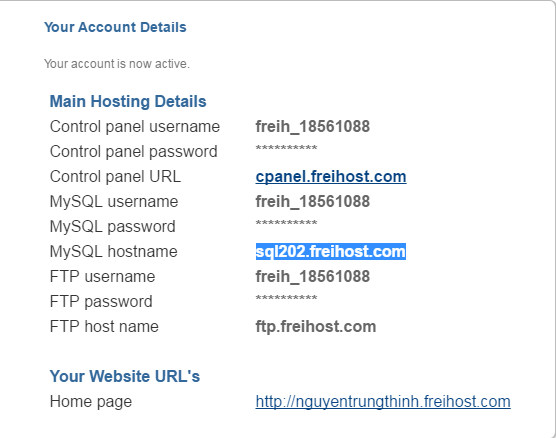 Your Account Details
Your account is now active.
Main Hosting Details
Control panel username freih_18561088
Control panel password **********
Control panel URL cpanel.freihost.com
MySQL username freih_18561088
MySQL password **********
MySQL hostname sql202.freihost.com
FTP username freih_18561088
FTP password **********
FTP host name ftp.freihost.com
Your Website URL's
Home page http://nguyentrungthinh.freihost.com